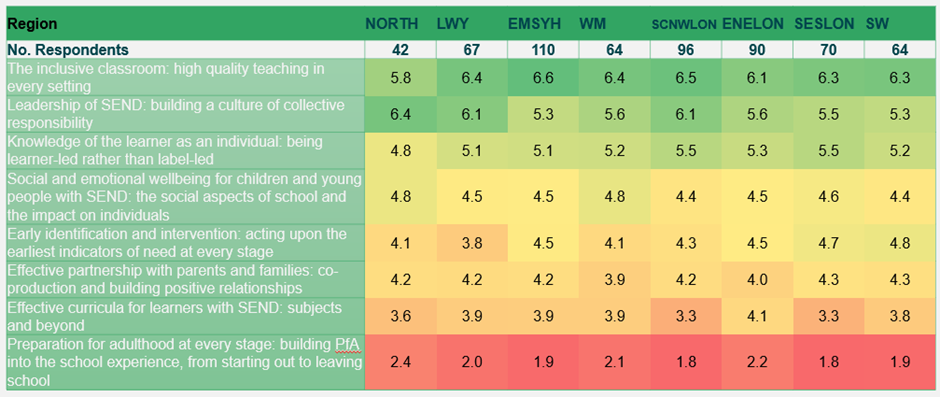 Region NORTH LWY EMSYH WM SCNWLON ENELON SESLON SW
No. Respondents 42 67 110 64 96 90 70 64
The inclusive classroom: high quality teaching in
every setting 5.8 6.4 6.6 6.4 6.5 6.1 6.3 6.3
Leadership of SEND: building a culture of collective
responsibility 6.4 6.1 5.3 5.6 6.1 5.6 5.5 5.3
Knowledge of the learner as an individual: being
learner-led rather than label-led 4.8 5.1 5.1 5.2 5.5 5.3 5.5 5.2
Social and emotional wellbeing for children and young
people with SEND: the social aspects of school and 4.8 4.5 4.5 4.8 4.4 4.5 4.6 4.4
the impact on individuals
Early identification and intervention: acting upon the
earliest indicators of need at every stage 4.1 3.8 4.5 4.1 4.3 4.5 4.7 4.8
Effective partnership with parents and families: co-
production and building positive relationships 4.2 4.2 4.2 3.9 4.2 4.0 4.3 4.3
Effective curricula for learners with SEND: subjects
and beyond 3.6 3.9 3.9 3.9 3.3 4.1 3.3 3.8
Preparation for adulthood at every stage: building PfA
into the school experience, from starting out to leaving 2.4 2.0 1.9 2.1 1.8 2.2 1.8 1.9
school